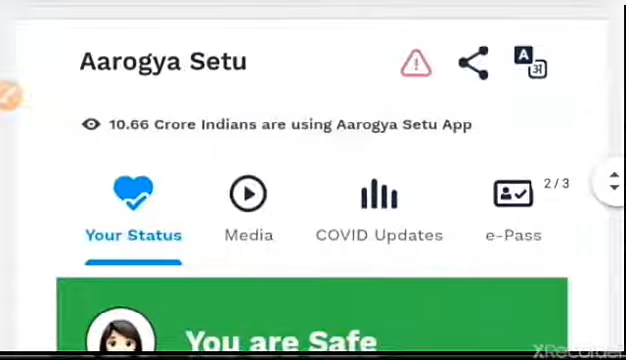 Aarogya Setu
A अ
10.66 Crore Indians are using Aarogya Setu App
2/3
Your Status Media COVID Updates e-Pass
You are Safe
XRecorder